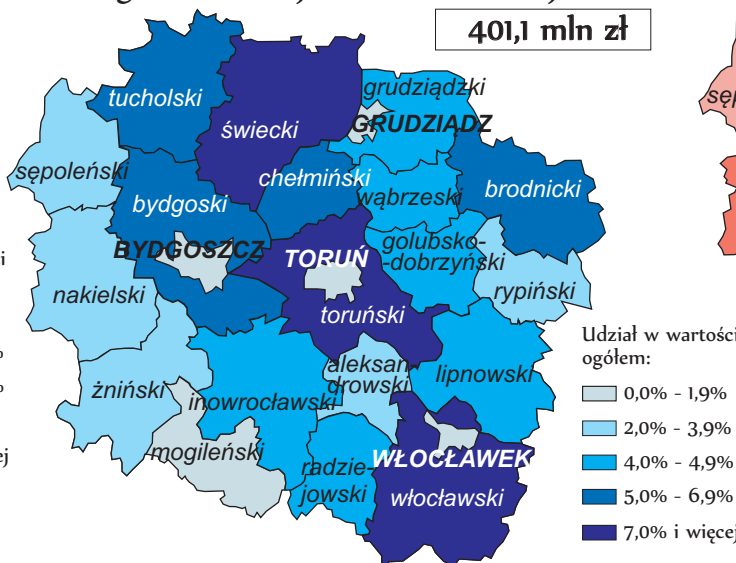 401,1 mln zł
grudziądzki
tucholski
GRUDZIADZ
świecki
sępoleński
chełmiński
brodnicki
wąbrzeski
bydgoski
BYDGOSZCZ
TORUŃ
golubsko-
-dobrzyński
nakielski
rypiński
toruński
aleksan
drowski
lipnowski
żniński
inowrocławski
mogileński
radzie-
jowski
WŁOCŁAWEK
włocławski
Udział w wartości
ogółem:
0,0% - 1,9%
2,0% - 3,9%
4,0% - 4,9%
5,0% - 6,9%
7,0% i więcej